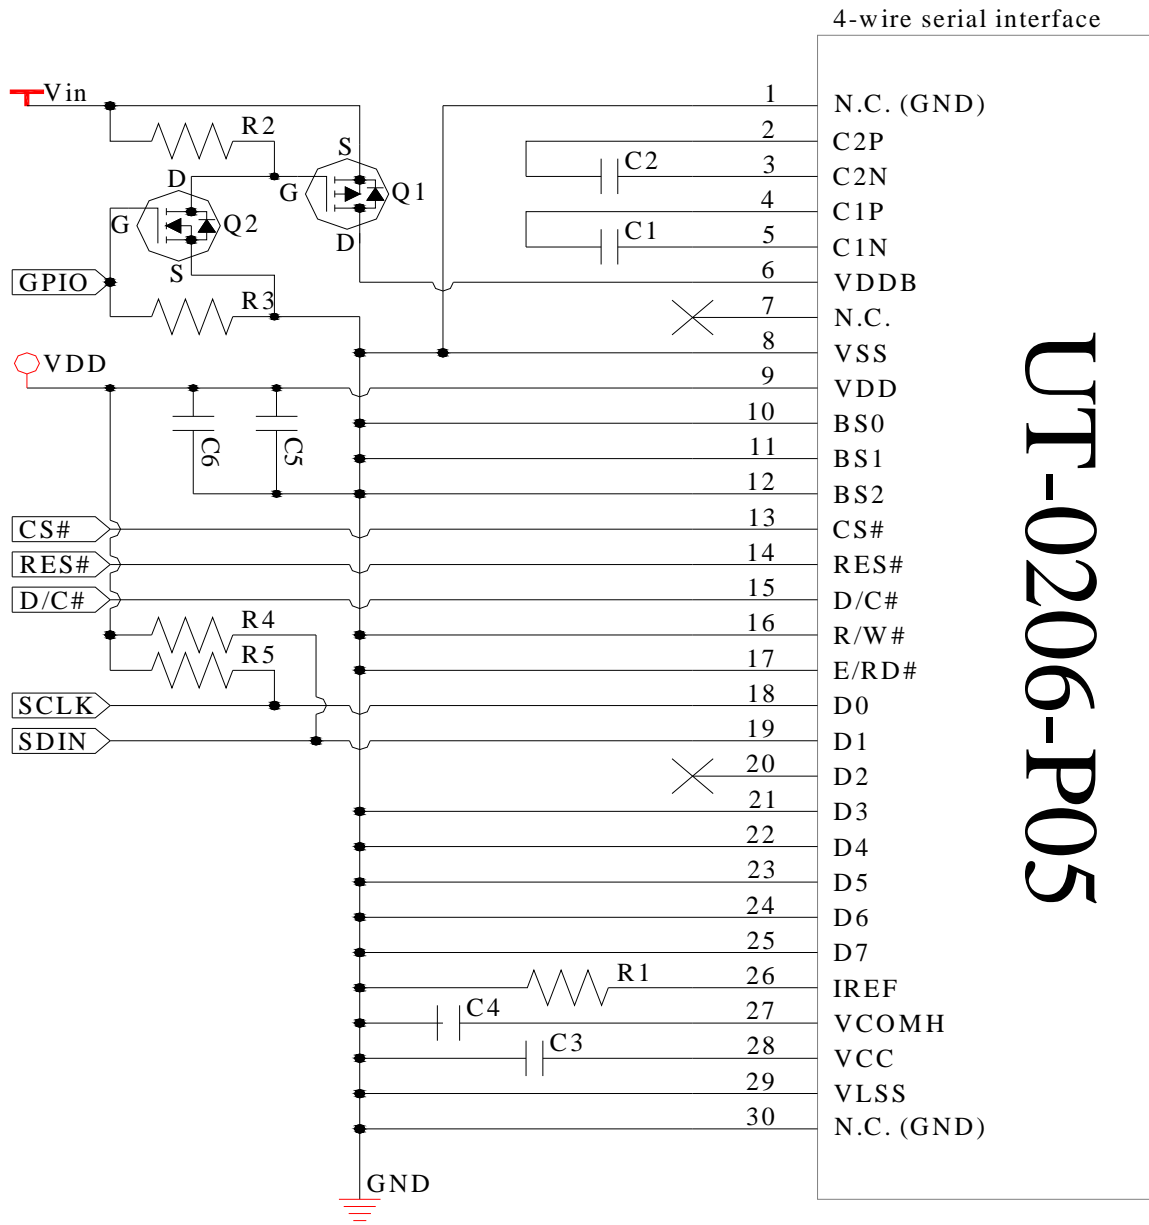 4-wire serial interface
Vin
R2
S
G
Q1
D
D
G
Q2
S
GPIO
R3
VDD
C6
C5
CS#
RES#
D/C#
R4
R5
SCLK
SDIN
C2
C1
1 N.C. (GND)
2 C2P
3 C2N
4 C1P
5 C1N
6 VDDB
7 N.C.
8 VSS
9 VDD
10 BS0
11 BS1
12 BS2
13 CS#
14 RES#
15 D/C#
16 R/W#
17 E/RD#
18 D0
19 D1
20 D2
21 D3
22 D4
23 D5
24 D6
25 D7
R1 26 IREF
C4 27 VCOMH
C3 28 VCC
29 VLSS
30 N.C. (GND)
GND
UT-0206-P05